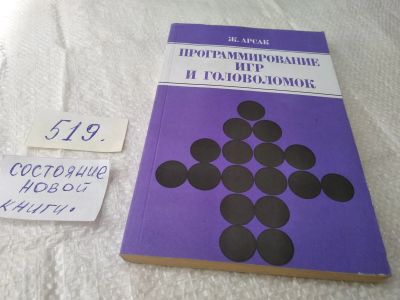 Ж. АРСАК
ПРОГРАММИРОВАНИЕ
ИГР
И ГОЛОВОЛОМОК
519.
СОСТОЯНИЕ
НОВОЙ
КНИГИ.